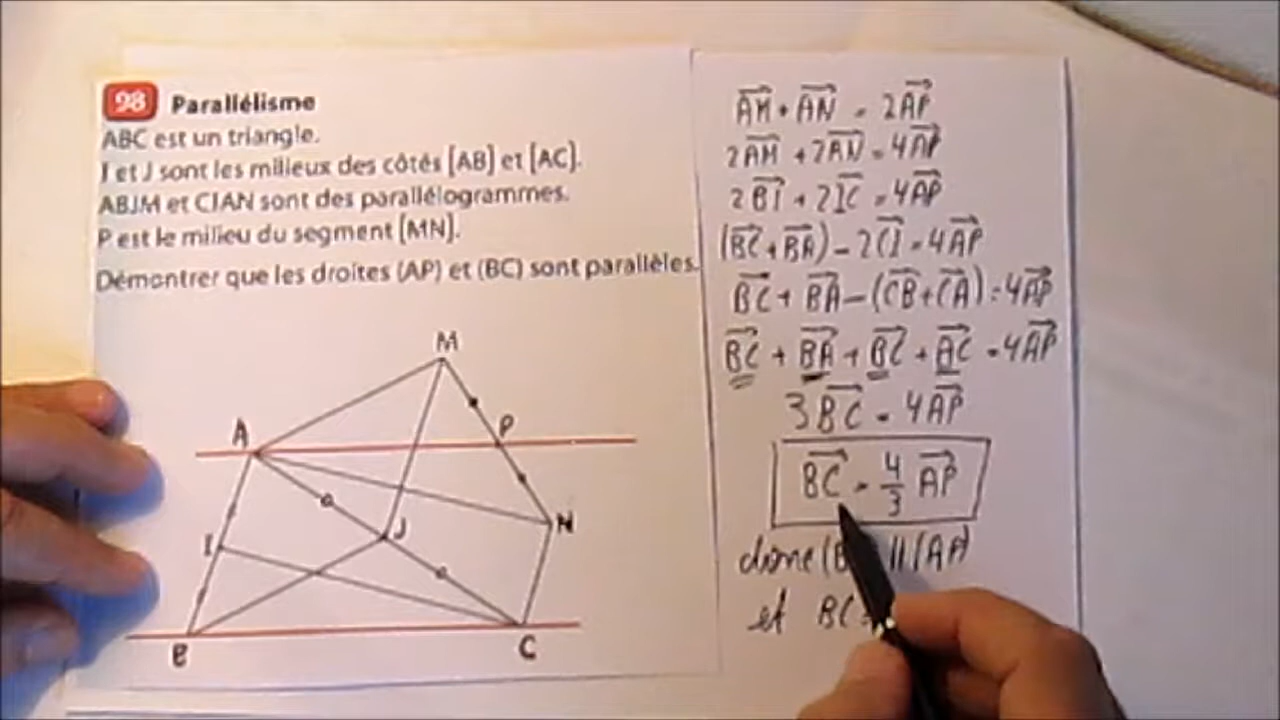 98 Parallélisme
ABC est un triangle.
I et J sont les milieux des côtés [AB] et [AC].
ABJM et CIAN sont des parallélogrammes.
P est le milieu du segment [MN].
Démontrer que les droites (AP) et (BC) sont parallèles.
M
A
P
J
N
I
B
C
AM + AN = 2AP
2AM + 2AN = 4AP
2BJ + 2IC = 4AP
(BC + BA) - 2CI = 4AP
BC + BA - (CB + CA) = 4AP
BC + BA + BC + AC = 4AP
3BC = 4AP
BC = 4/3 AP
donc (B // (AP)
et BC =